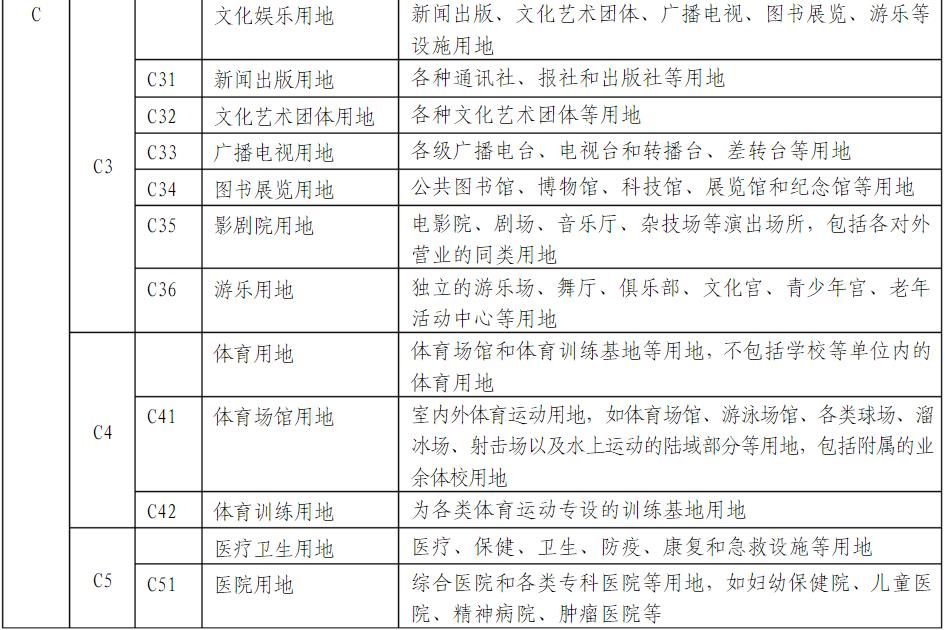 C 文化娱乐用地 新闻出版、文化艺术团体、广播电视、图书展览、游乐等
设施用地
C3
C31 新闻出版用地 各种通讯社、报社和出版社等用地
C32 文化艺术团体用地 各种文化艺术团体等用地
C33 广播电视用地 各级广播电台、电视台和转播台、差转台等用地
C34 图书展览用地 公共图书馆、博物馆、科技馆、展览馆和纪念馆等用地
C35 影剧院用地 电影院、剧场、音乐厅、杂技场等演出场所，包括各对外
营业的同类用地
C36 游乐用地 独立的游乐场、舞厅、俱乐部、文化宫、青少年宫、老年
活动中心等用地
C4
体育用地 体育场馆和体育训练基地等用地，不包括学校等单位内的
体育用地
C41 体育场馆用地 室内外体育运动用地，如体育场馆、游泳场馆、各类球场、溜
冰场、射击场以及水上运动的陆域部分等用地，包括附属的业
余体校用地
C42 体育训练用地 为各类体育运动专设的训练基地用地
C5
医疗卫生用地 医疗、保健、卫生、防疫、康复和急救设施等用地
C51 医院用地 综合医院和各类专科医院等用地，如妇幼保健院、儿童医
院、精神病院、肿瘤医院等